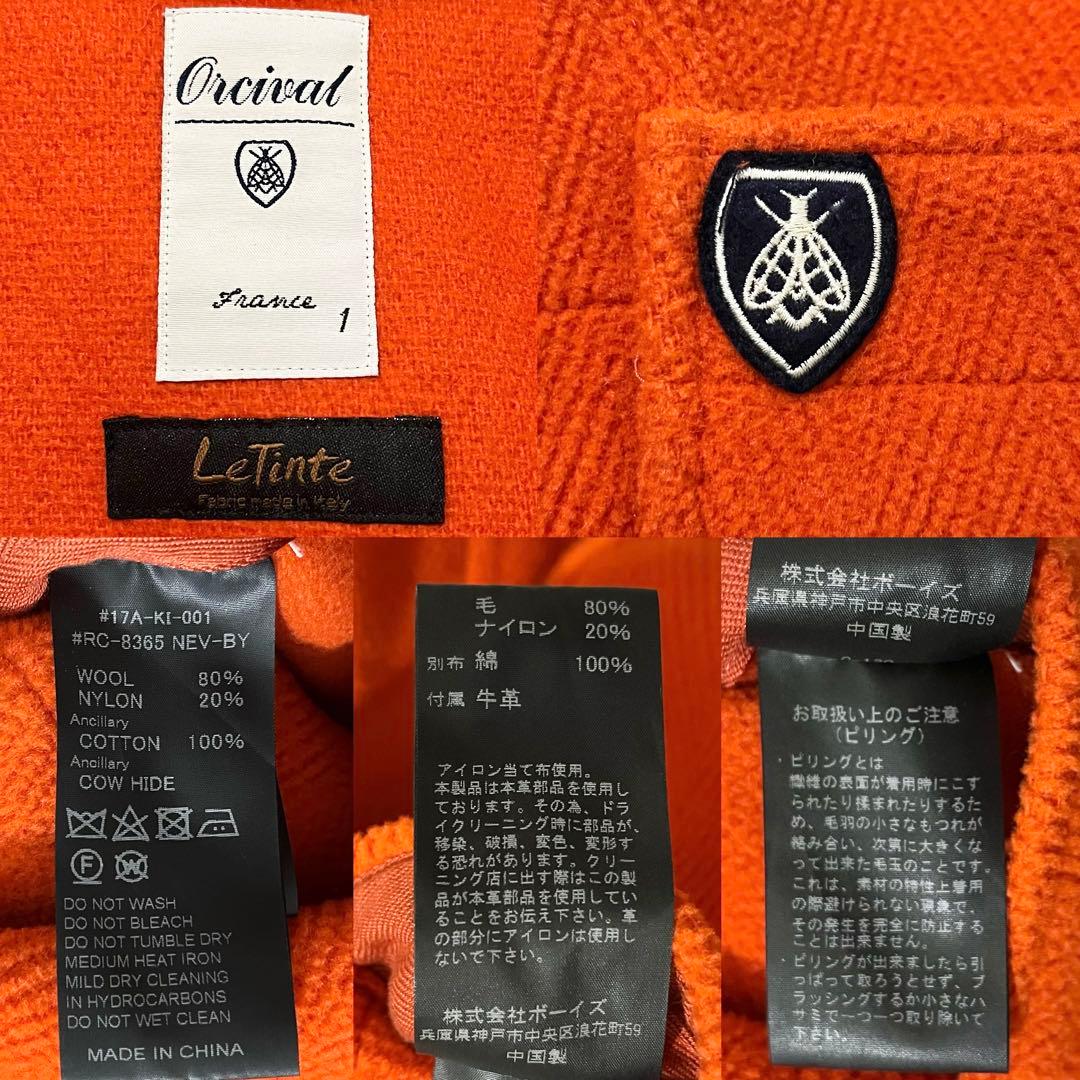 Orcival
France
1
LeTinte
Fabric made in Italy
#17A-KI-001
#RC-8365 NEV-BY
WOOL 80%
NYLON 20%
Ancillary
COTTON 100%
Ancillary
COW HIDE
F W
DO NOT WASH
DO NOT BLEACH
DO NOT TUMBLE DRY
MEDIUM HEAT IRON
MILD DRY CLEANING
IN HYDROCARBONS
DO NOT WET CLEAN
MADE IN CHINA
毛 80%
ナイロン 20%
別布 綿 100%
付属 牛革
アイロン当て布使用。
本製品は本革部品を使用し
ております。その為、ドラ
イクリーニング時に部品が、
移染、破損、変色、変形す
る恐れがあります。クリー
ニング店に出す際はこの製
品が本革部品を使用してい
ることをお伝え下さい。革
の部分にアイロンは使用し
ないで下さい。
株式会社ボーイズ
兵庫県神戸市中央区浪花町59
中国製
株式会社ボーイズ
兵庫県神戸市中央区浪花町59
中国製
お取扱い上のご注意
(ピリング)
・ピリングとは
繊維の表面が着用時にこす
られたり揉まれたりするた
め、毛羽の小さなもつれが
絡み合い、次第に大きくな
って出来た毛玉のことです。
これは、素材の特性上着用
の際避けられない現象で、
その発生を完全に防止する
ことは出来ません。
・ピリングが出来ましたら引
っぱって取ろうとせず、ブ
ラッシングするか小さなハ
サミで一つ一つ取り除いて
下さい。